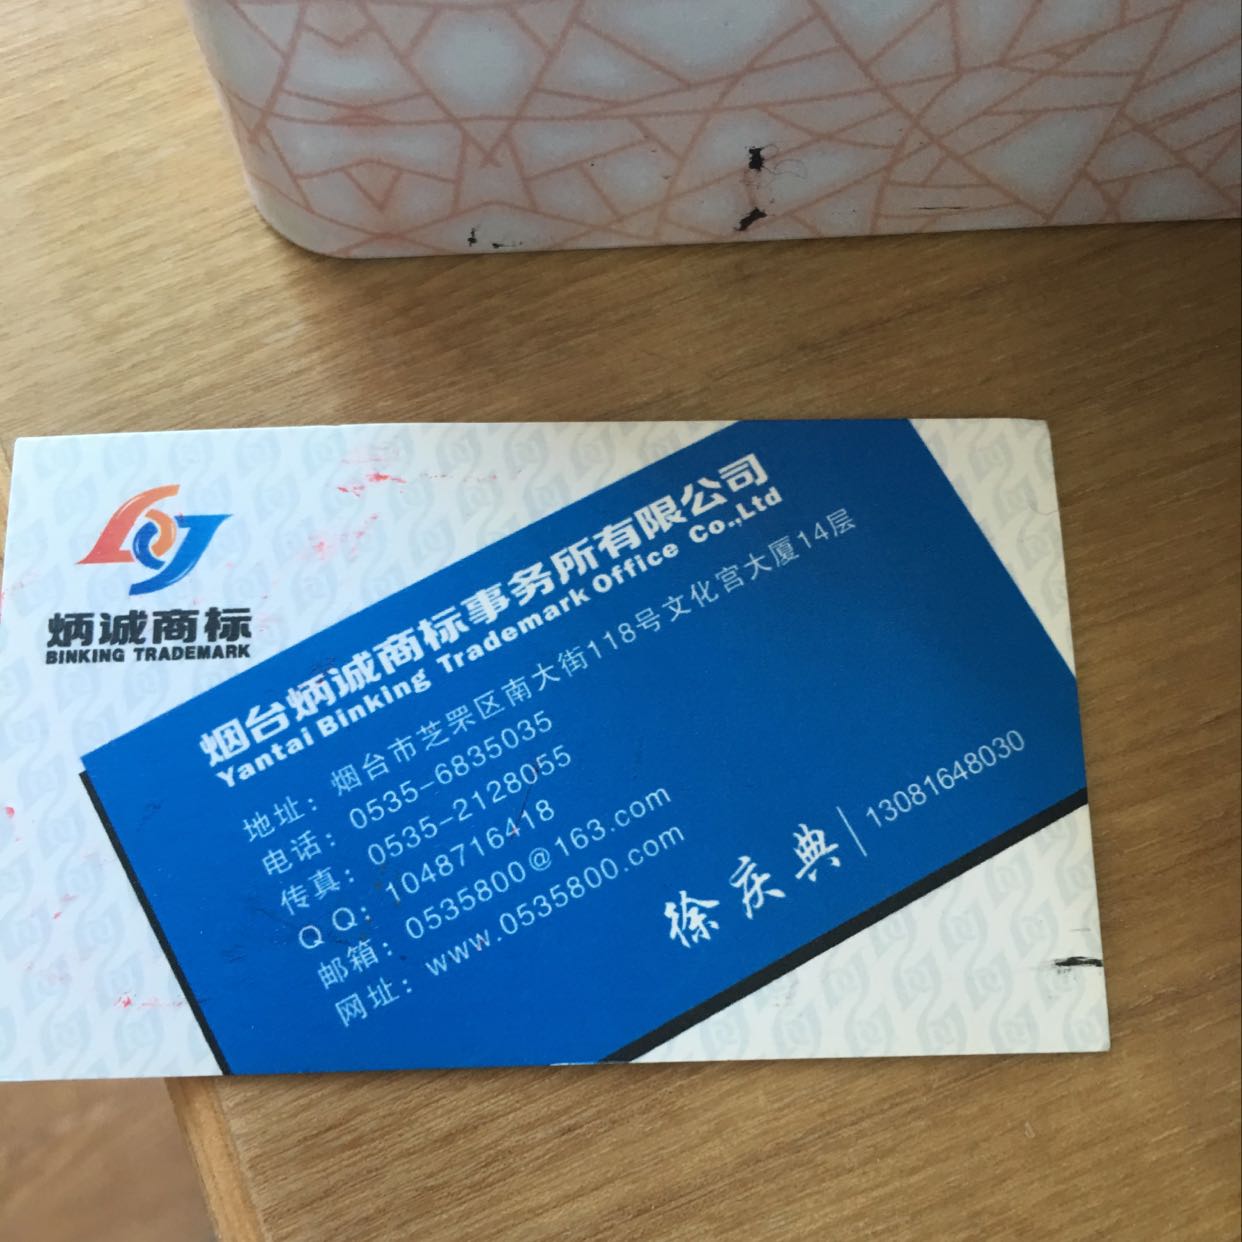 炳诚商标
BINKING TRADEMARK
烟台炳诚商标事务所有限公司
Yantai Binking Trademark Office Co.,Ltd
地址：烟台市芝罘区南大街118号文化宫大厦14层
电话：0535-6835035
传真：0535-2128055
Q Q：1048716418
邮箱：0535800@163.com
网址：www.0535800.com
徐庆典 | 13081648030